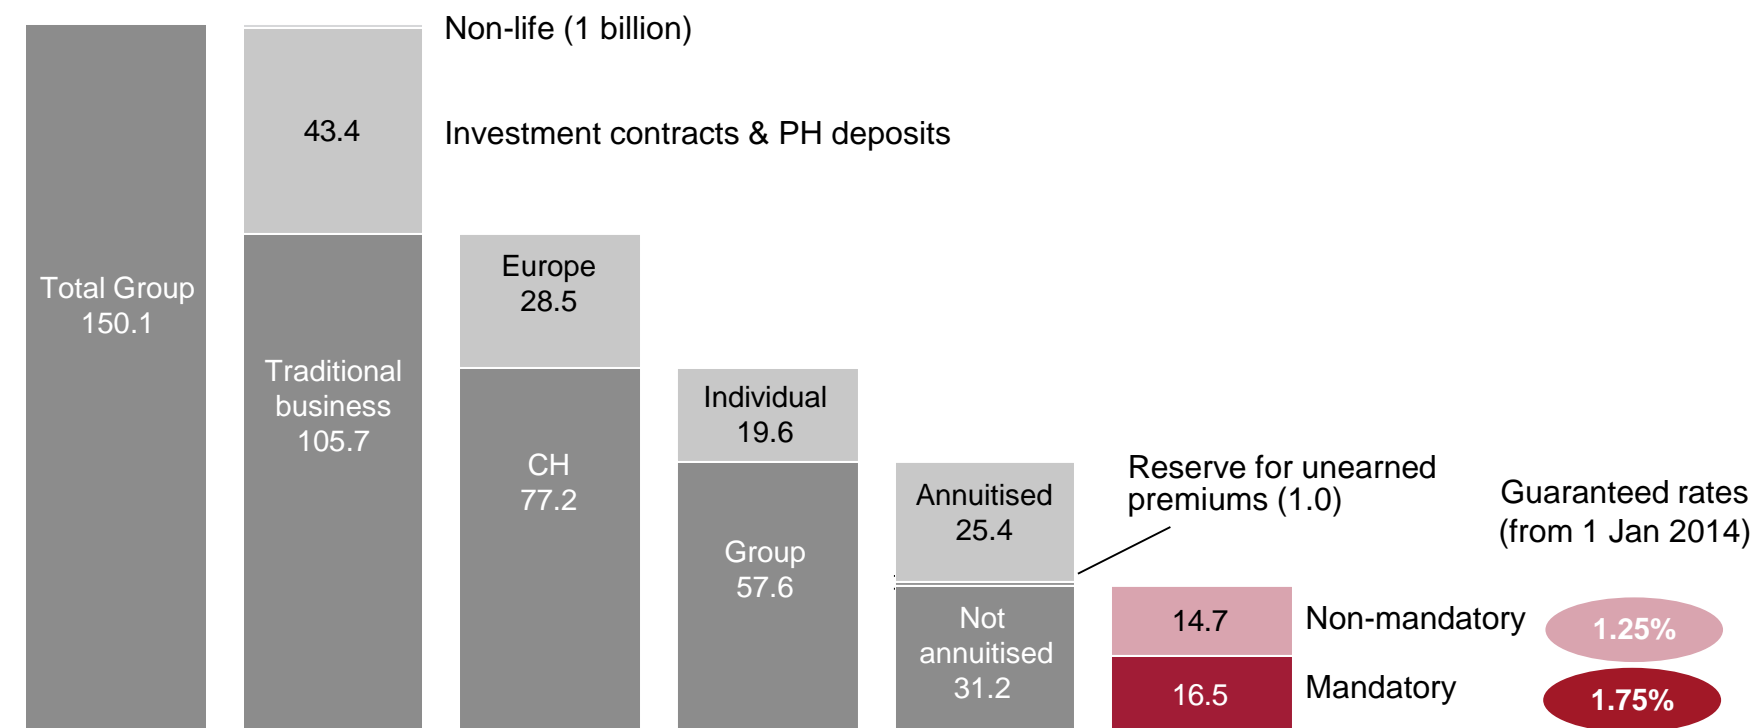 Non-life (1 billion)
43.4
Investment contracts & PH deposits
Total Group
150.1
Traditional
business
105.7
Europe
28.5
CH
77.2
Individual
19.6
Group
57.6
Annuitised
25.4
Reserve for unearned
premiums (1.0)
Not
annuitised
31.2
Guaranteed rates
(from 1 Jan 2014)
14.7
Non-mandatory
1.25%
16.5
Mandatory
1.75%